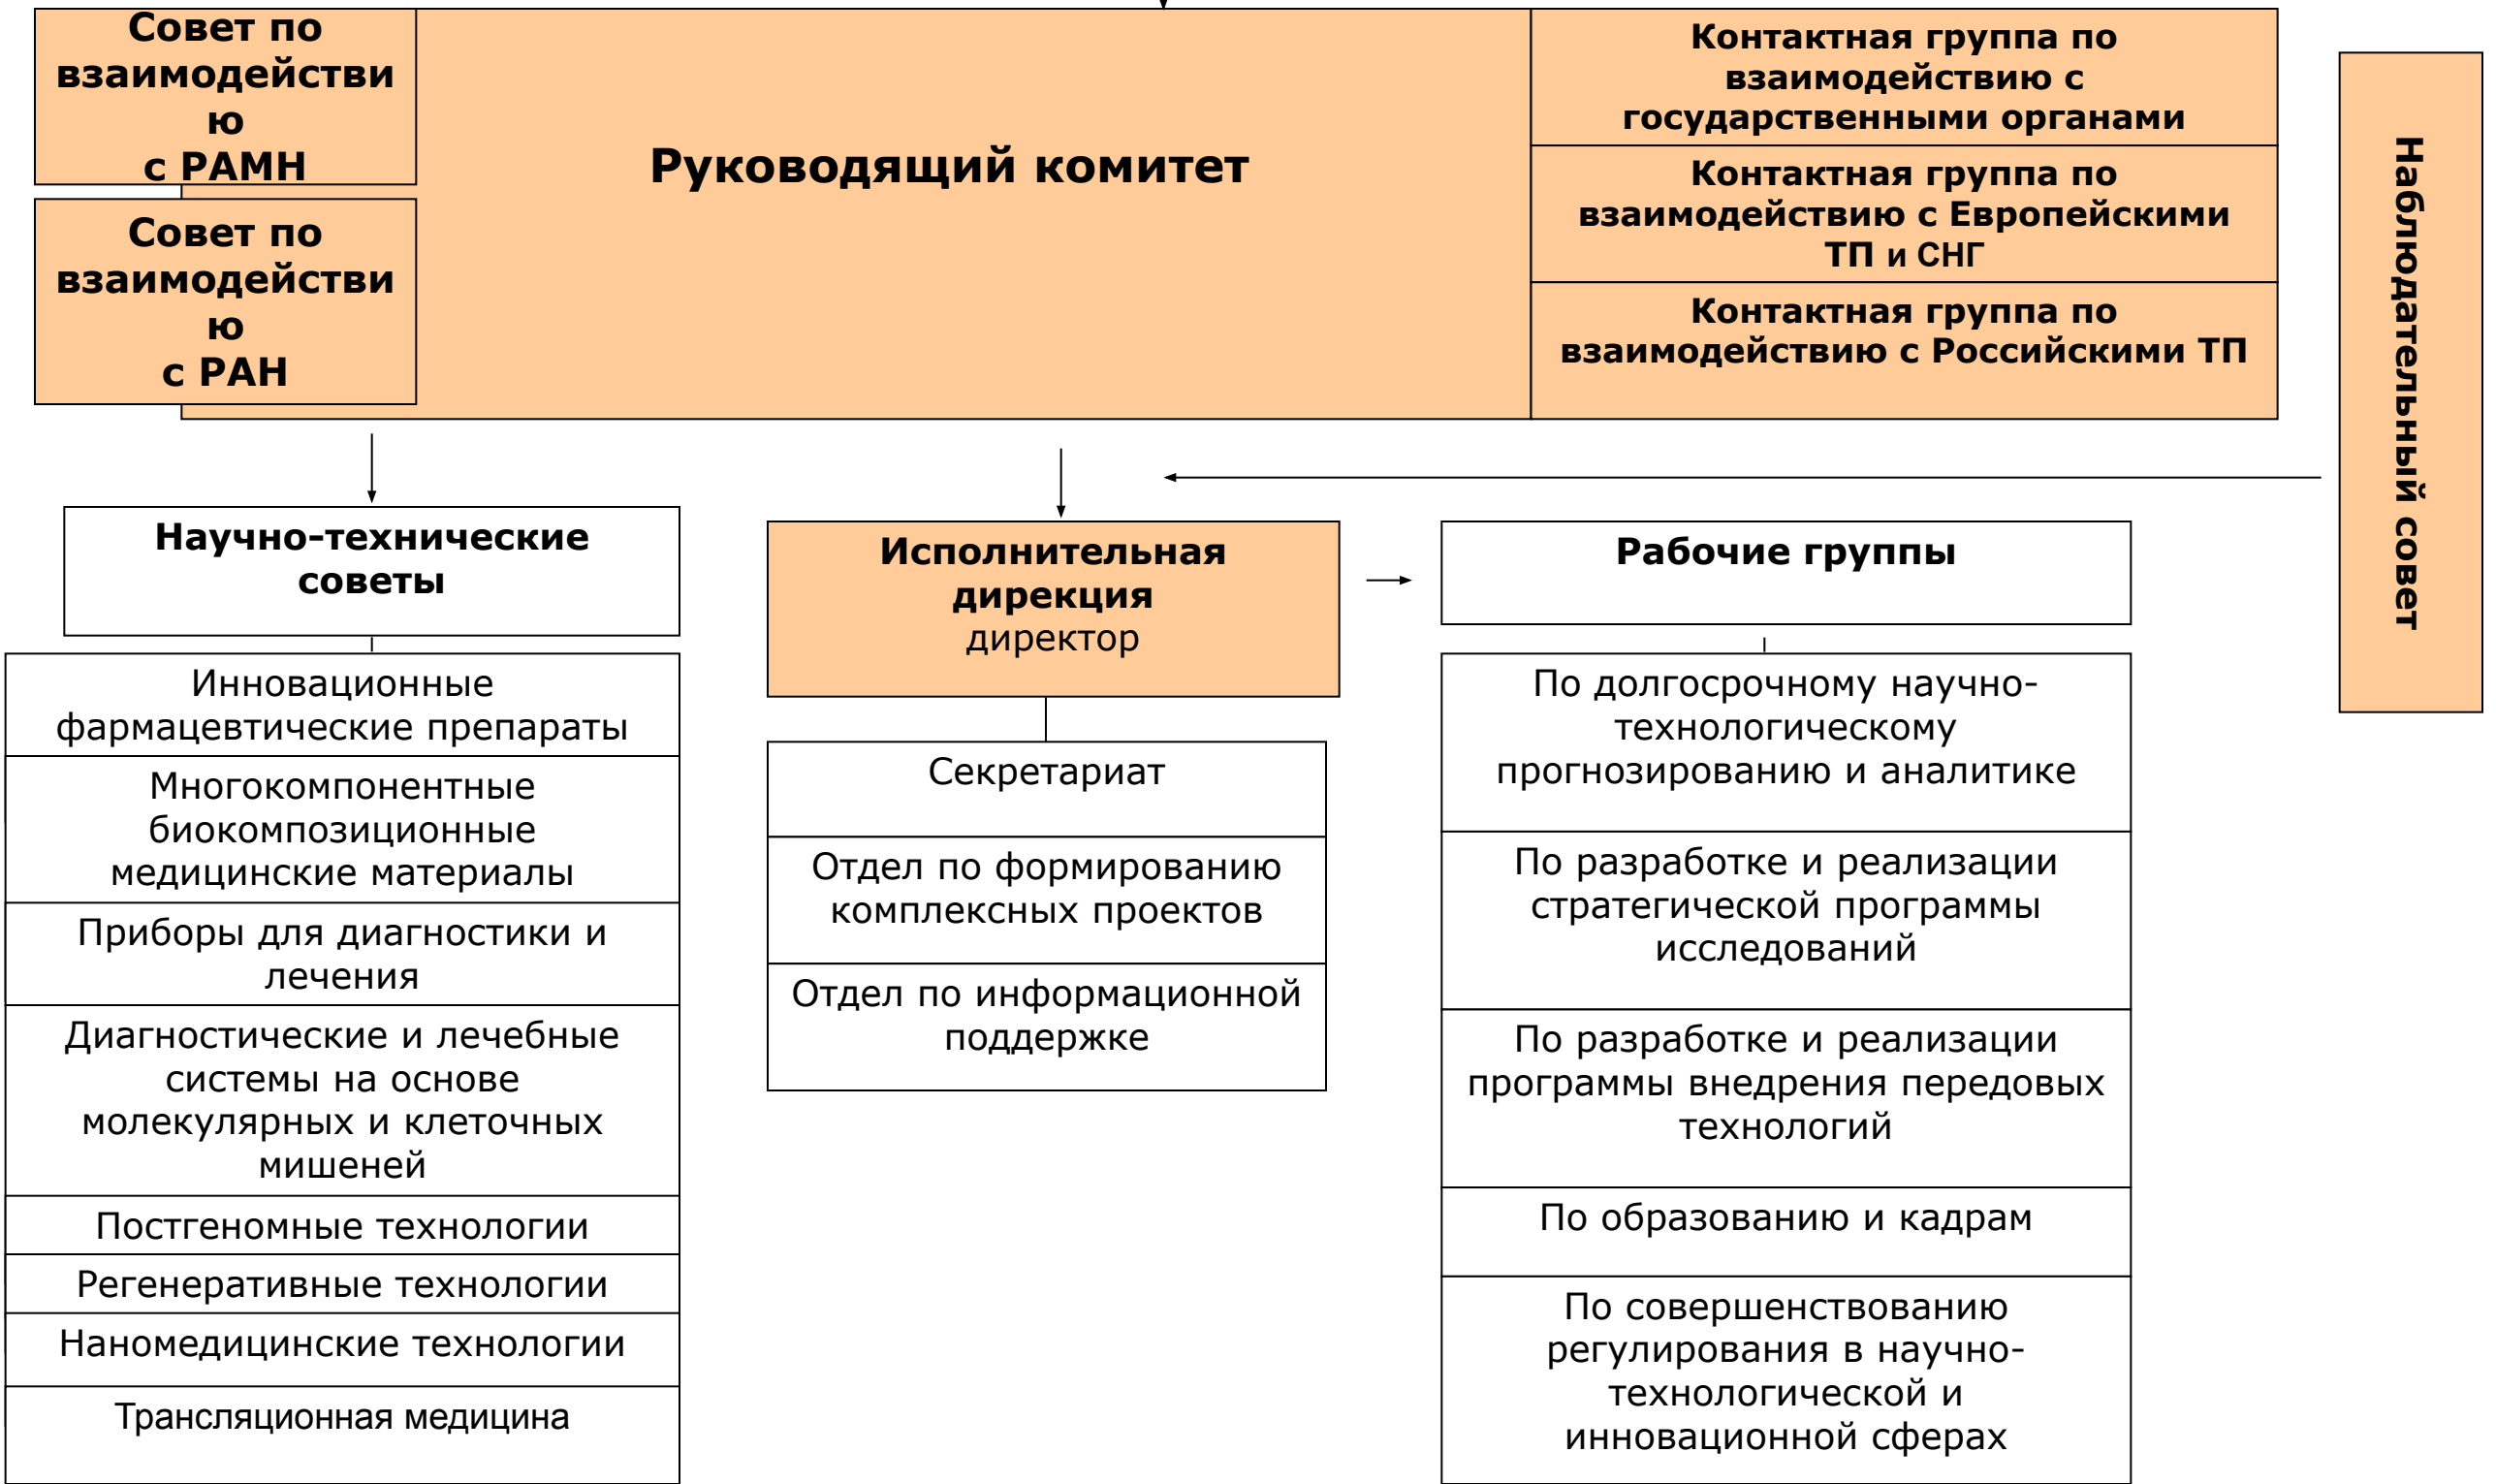 Совет по
взаимодействи
ю
с РАМН
Совет по
взаимодействи
ю
с РАН
Руководящий комитет
Контактная группа по
взаимодействию с
государственными органами
Контактная группа по
взаимодействию с Европейскими
ТП и СНГ
Контактная группа по
взаимодействию с Российскими ТП
Наблюдательный совет
Научно-технические
советы
Инновационные
фармацевтические препараты
Многокомпонентные
биокомпозиционные
медицинские материалы
Приборы для диагностики и
лечения
Диагностические и лечебные
системы на основе
молекулярных и клеточных
мишеней
Постгеномные технологии
Регенеративные технологии
Наномедицинские технологии
Трансляционная медицина
Исполнительная
дирекция
директор
Секретариат
Отдел по формированию
комплексных проектов
Отдел по информационной
поддержке
Рабочие группы
По долгосрочному научно-
технологическому
прогнозированию и аналитике
По разработке и реализации
стратегической программы
исследований
По разработке и реализации
программы внедрения передовых
технологий
По образованию и кадрам
По совершенствованию
регулирования в научно-
технологической и
инновационной сферах